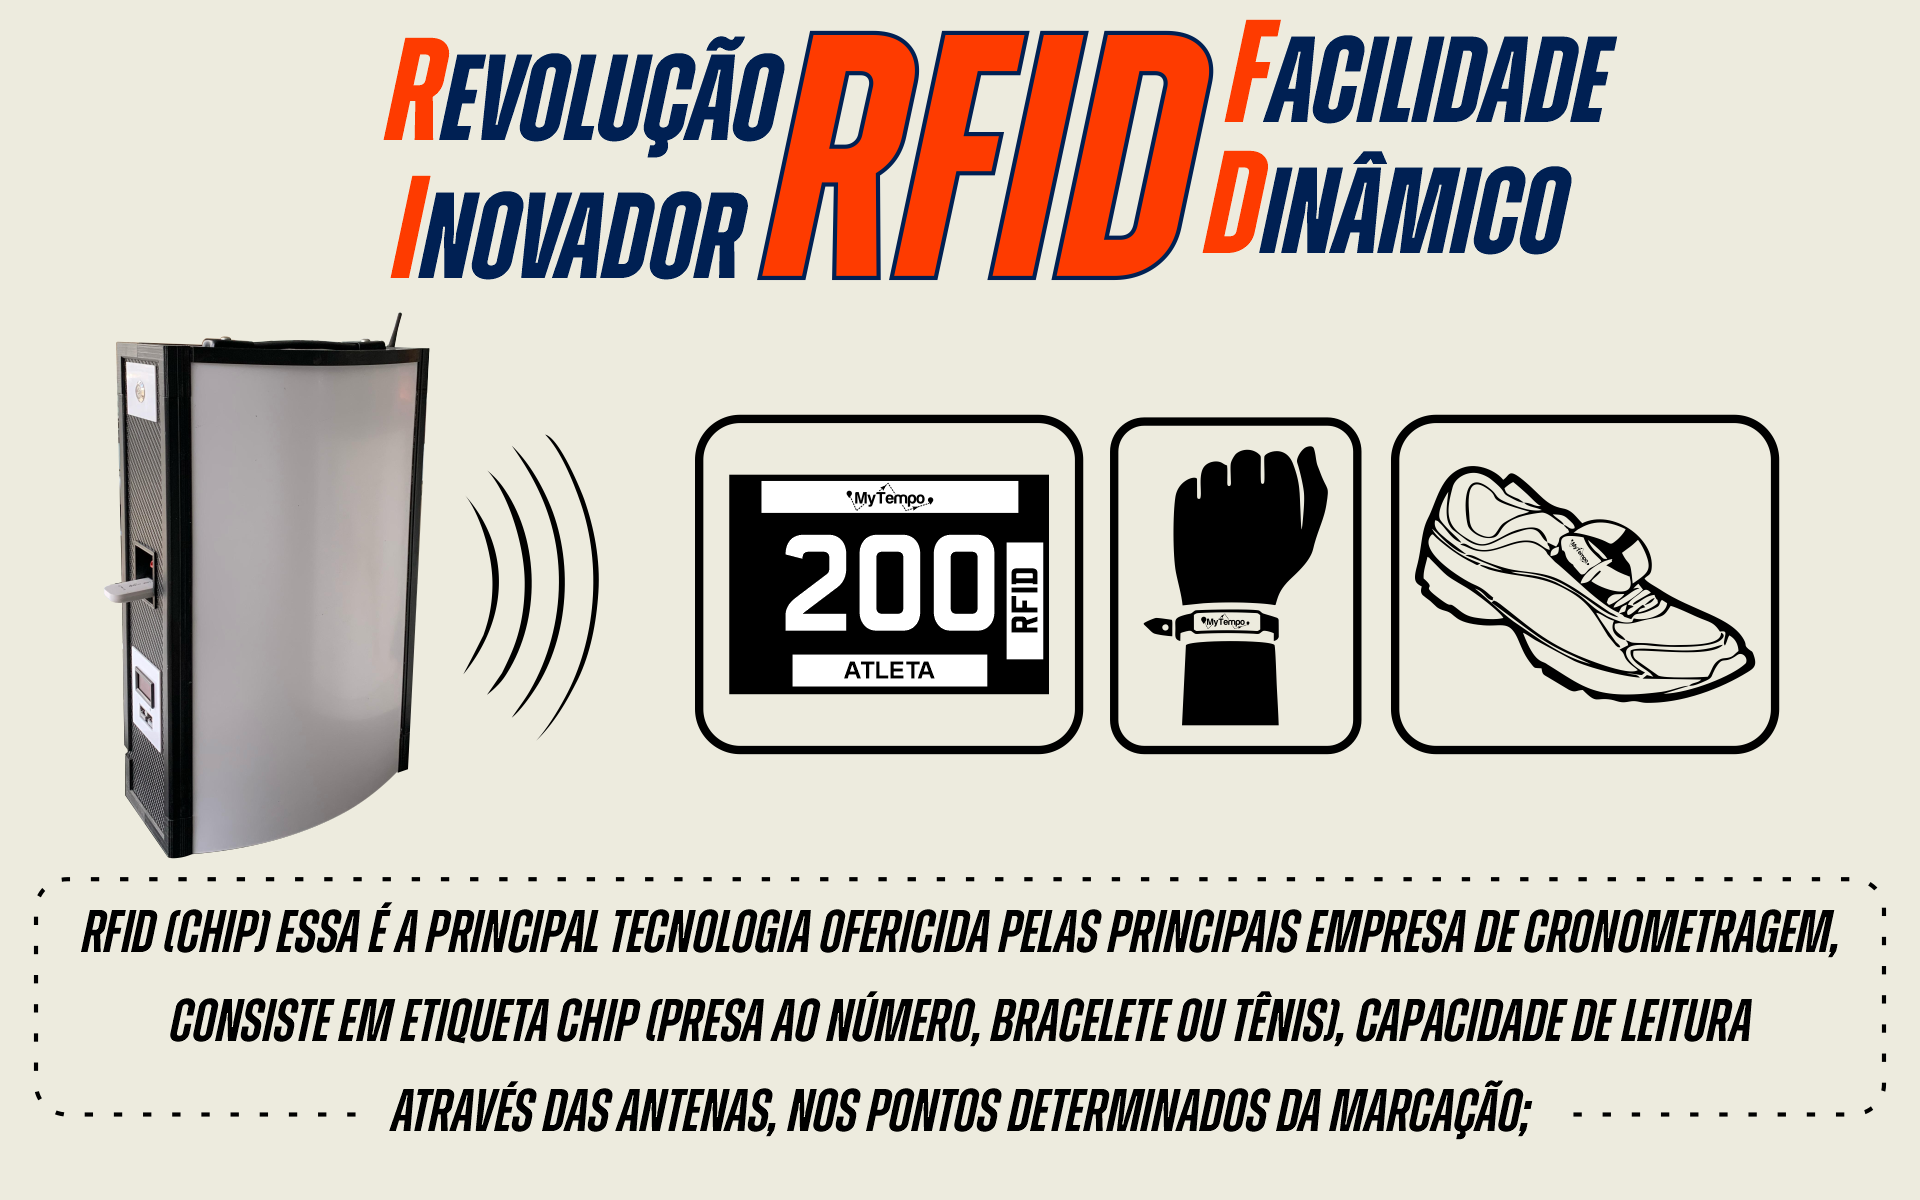 REVOLUÇÃO
INOVADOR
RFID
FACILIDADE
DINÂMICO
MyTempo
200
RFID
ATLETA
MyTempo
MyTempo
RFID (CHIP) ESSA É A PRINCIPAL TECNOLOGIA OFERICIDA PELAS PRINCIPAIS EMPRESA DE CRONOMETRAGEM,
CONSISTE EM ETIQUETA CHIP (PRESA AO NÚMERO, BRACELETE OU TÊNIS), CAPACIDADE DE LEITURA
ATRAVÉS DAS ANTENAS, NOS PONTOS DETERMINADOS DA MARCAÇÃO;